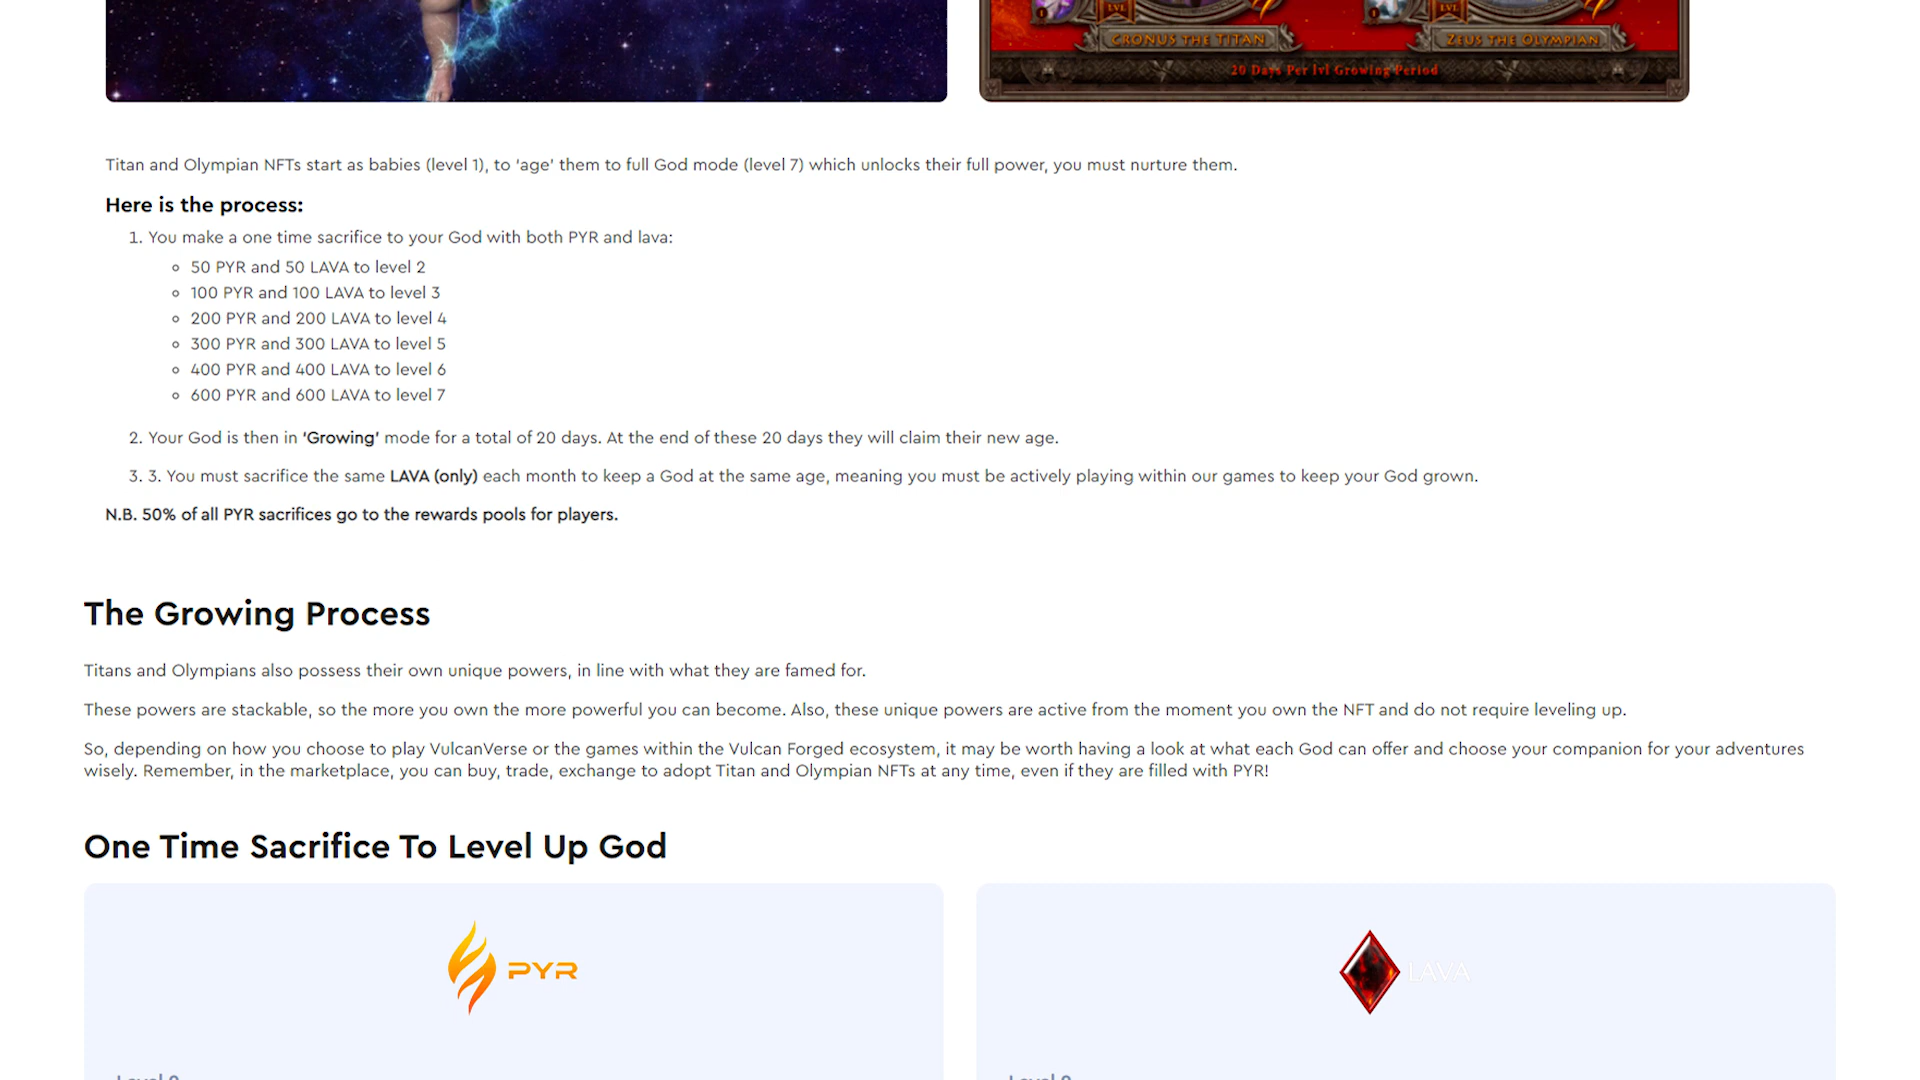 LVL
LVL
1
1
CRONUS THE TITAN
ZEUS THE OLYMPIAN
20 Days Per lvl Growing Period
Titan and Olympian NFTs start as babies (level 1), to ‘age’ them to full God mode (level 7) which unlocks their full power, you must nurture them.
Here is the process:
1. You make a one time sacrifice to your God with both PYR and lava:
50 PYR and 50 LAVA to level 2
100 PYR and 100 LAVA to level 3
200 PYR and 200 LAVA to level 4
300 PYR and 300 LAVA to level 5
400 PYR and 400 LAVA to level 6
600 PYR and 600 LAVA to level 7
2. Your God is then in ‘Growing’ mode for a total of 20 days. At the end of these 20 days they will claim their new age.
3. 3. You must sacrifice the same LAVA (only) each month to keep a God at the same age, meaning you must be actively playing within our games to keep your God grown.
N.B. 50% of all PYR sacrifices go to the rewards pools for players.
The Growing Process
Titans and Olympians also possess their own unique powers, in line with what they are famed for.
These powers are stackable, so the more you own the more powerful you can become. Also, these unique powers are active from the moment you own the NFT and do not require leveling up.
So, depending on how you choose to play VulcanVerse or the games within the Vulcan Forged ecosystem, it may be worth having a look at what each God can offer and choose your companion for your adventures
wisely. Remember, in the marketplace, you can buy, trade, exchange to adopt Titan and Olympian NFTs at any time, even if they are filled with PYR!
One Time Sacrifice To Level Up God
PYR
LAVA